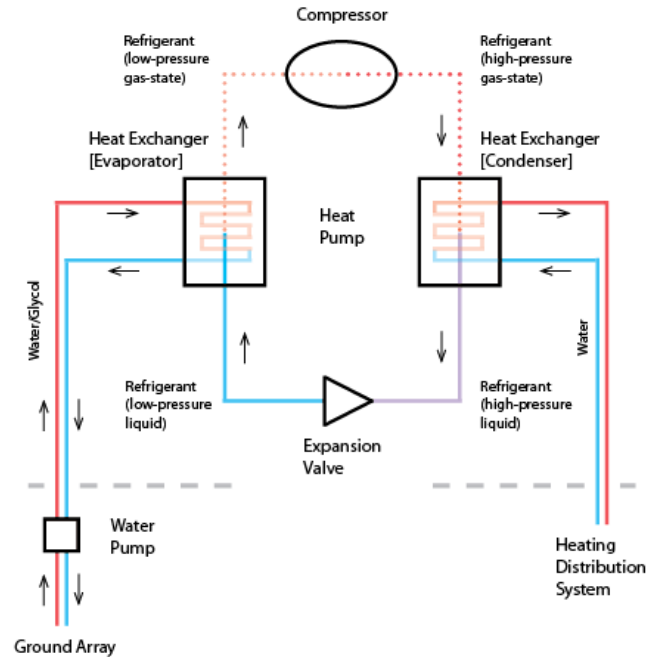 Compressor
Refrigerant
(low-pressure
gas-state)
Refrigerant
(high-pressure
gas-state)
Heat Exchanger
[Evaporator]
Heat Exchanger
[Condenser]
Heat
Pump
Water/Glycol
Water
Refrigerant
(low-pressure
liquid)
Refrigerant
(high-pressure
liquid)
Expansion
Valve
Water
Pump
Heating
Distribution
System
Ground Array